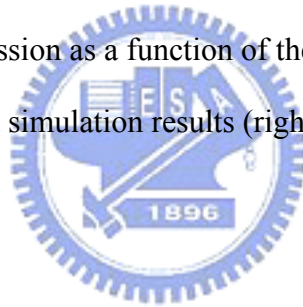 ssion as a function of the
simulation results (righ
E S A
1896